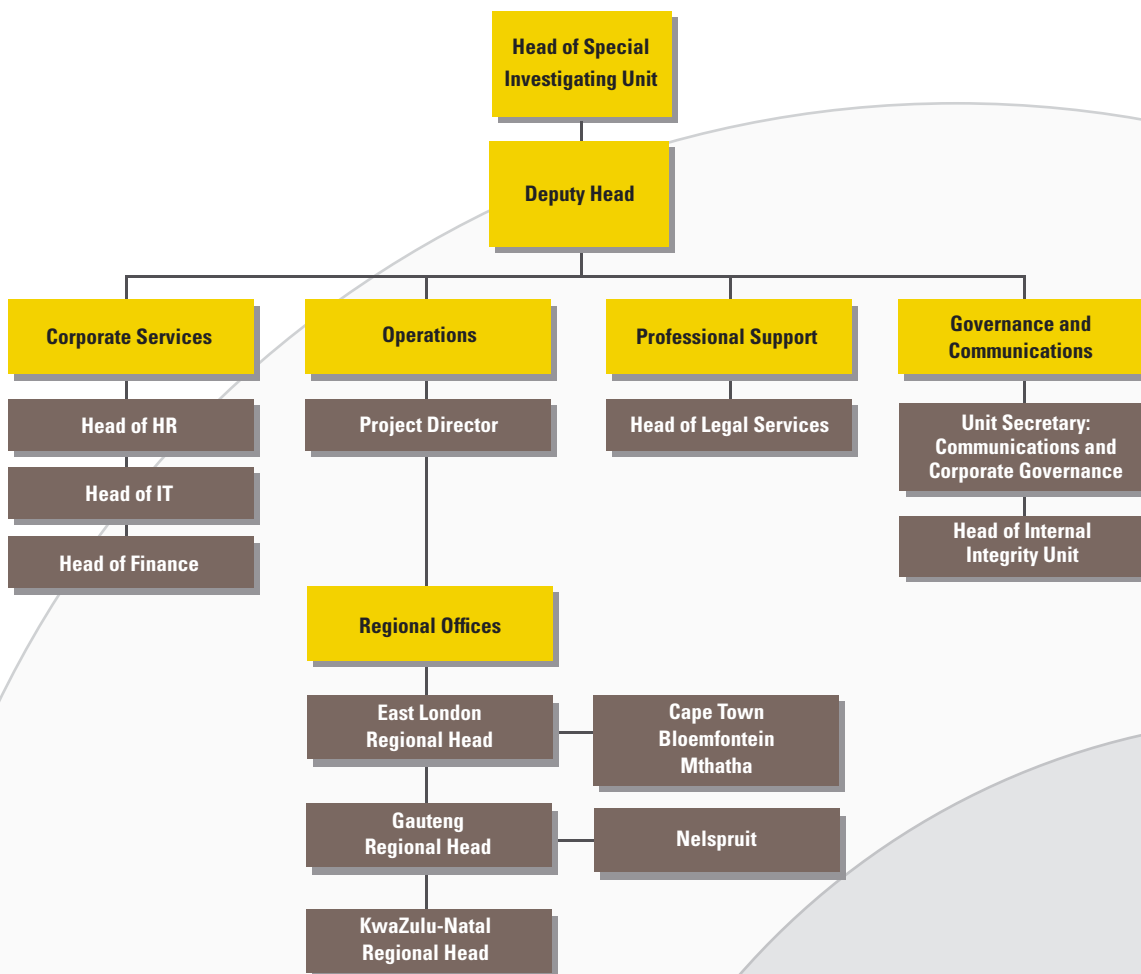 Head of Special
Investigating Unit
Deputy Head
Corporate Services
Operations
Professional Support
Governance and
Communications
Head of HR
Project Director
Head of Legal Services
Unit Secretary:
Communications and
Corporate Governance
Head of IT
Head of Internal
Integrity Unit
Head of Finance
Regional Offices
East London
Regional Head
Cape Town
Bloemfontein
Mthatha
Gauteng
Regional Head
Nelspruit
KwaZulu-Natal
Regional Head